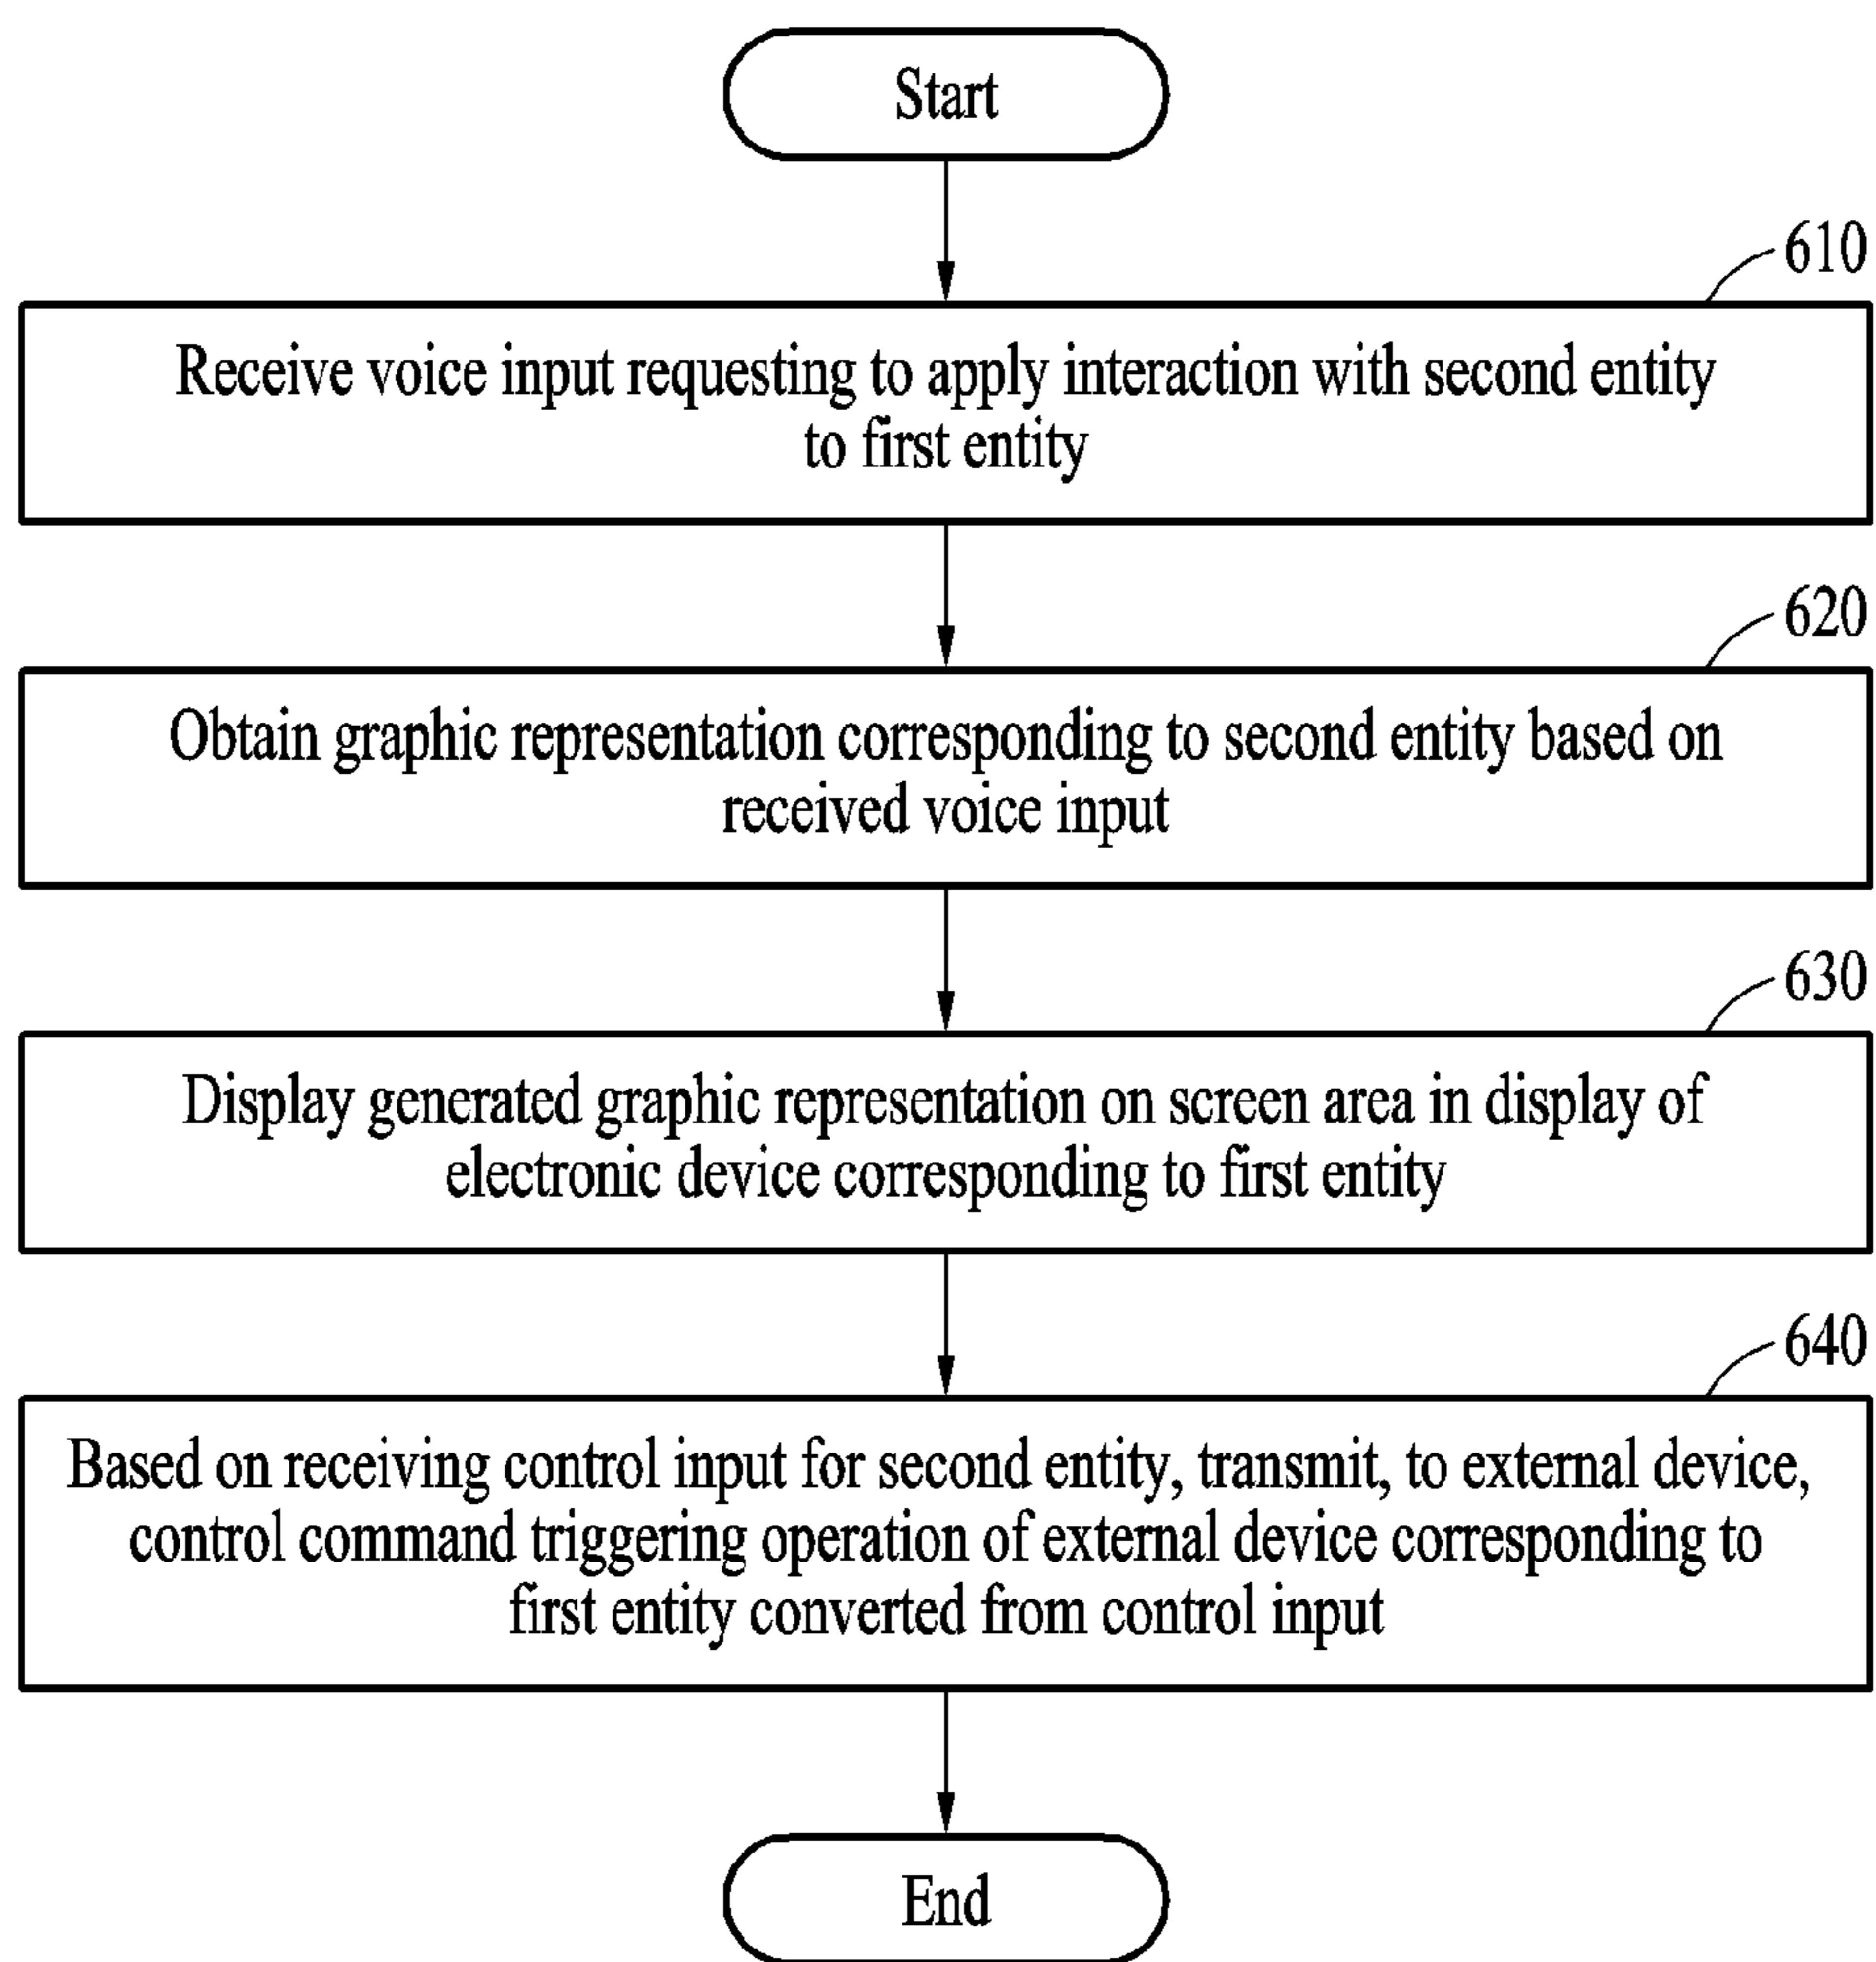 Start
610
Receive voice input requesting to apply interaction with second entity
to first entity
620
Obtain graphic representation corresponding to second entity based on
received voice input
630
Display generated graphic representation on screen area in display of
electronic device corresponding to first entity
640
Based on receiving control input for second entity, transmit, to external device,
control command triggering operation of external device corresponding to
first entity converted from control input
End